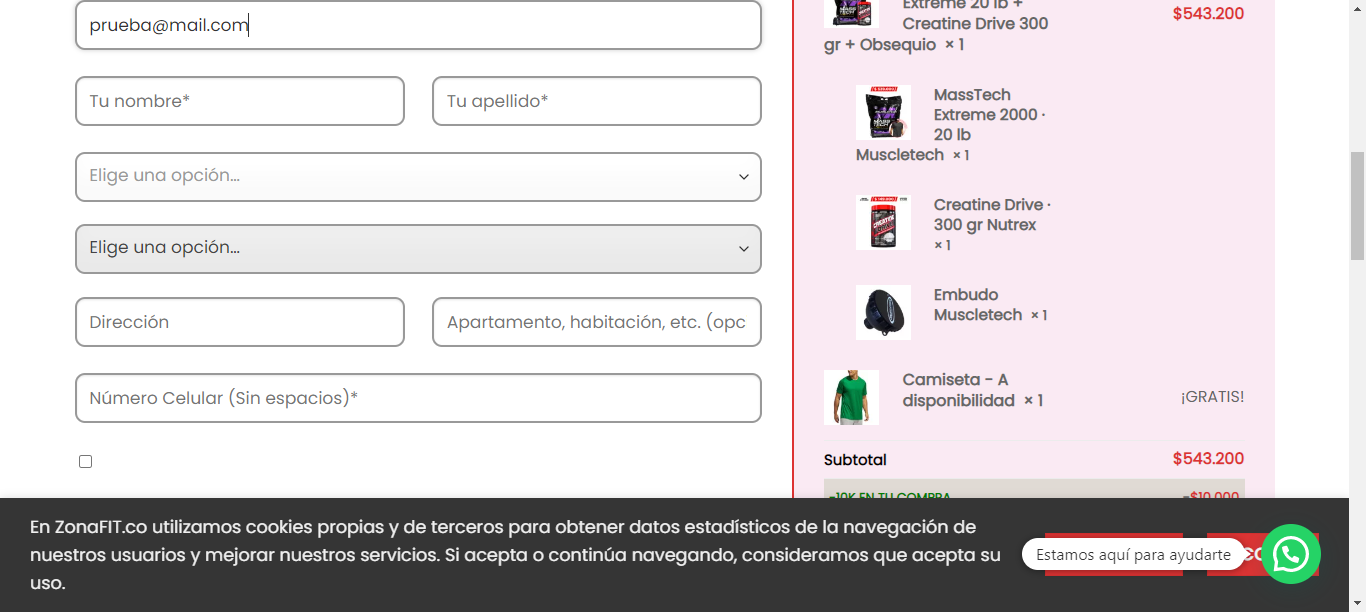 prueba@mail.com
Tu nombre*
Tu apellido*
Elige una opción...
Elige una opción...
Dirección
Apartamento, habitación, etc. (opc
Número Celular (Sin espacios)*
Extreme 20 lb +
Creatine Drive 300
gr + Obsequio × 1
$543.200
MassTech
Extreme 2000 ·
20 lb
Muscletech × 1
Creatine Drive ·
300 gr Nutrex
× 1
Embudo
Muscletech × 1
Camiseta - A
disponibilidad × 1
¡GRATIS!
Subtotal
$543.200
-10K EN TU COMPRA
-$10.000
En ZonaFIT.co utilizamos cookies propias y de terceros para obtener datos estadísticos de la navegación de
nuestros usuarios y mejorar nuestros servicios. Si acepta o continúa navegando, consideramos que acepta su
uso.
Estamos aquí para ayudarte